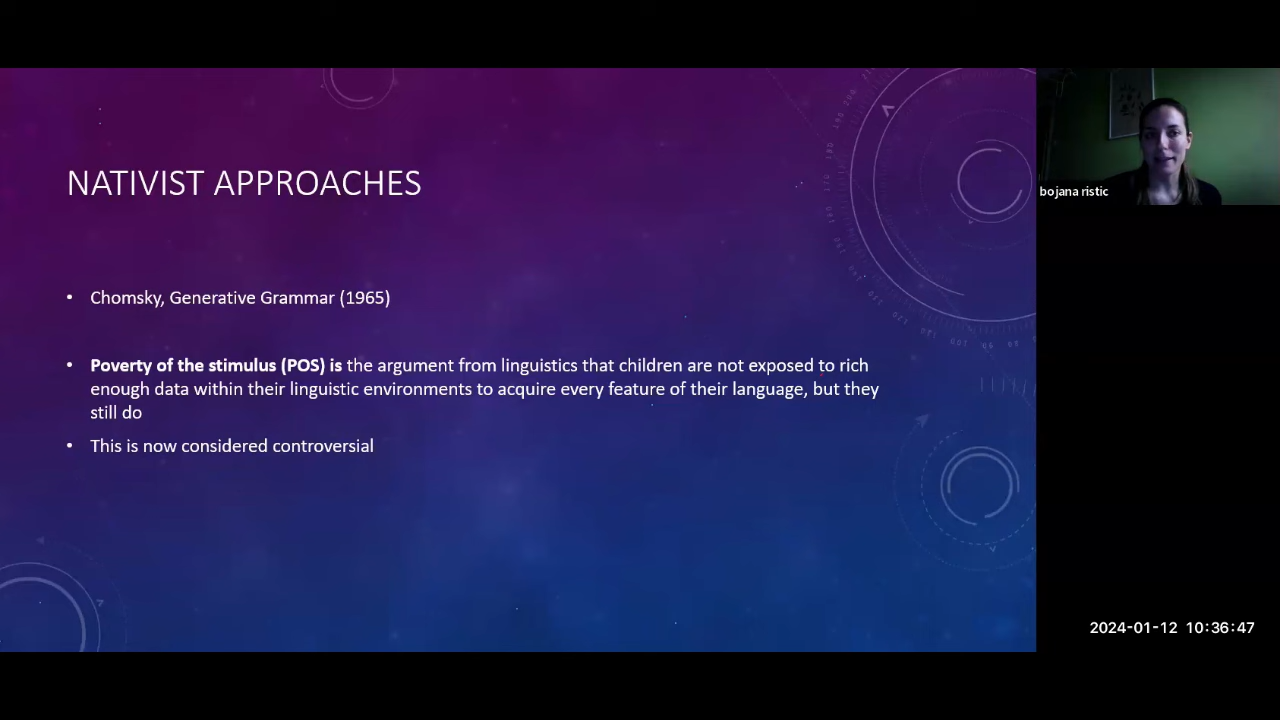 NATIVIST APPROACHES
bojana ristic
• Chomsky, Generative Grammar (1965)
• Poverty of the stimulus (POS) is the argument from linguistics that children are not exposed to rich
enough data within their linguistic environments to acquire every feature of their language, but they
still do
• This is now considered controversial
2024-01-12 10:36:47